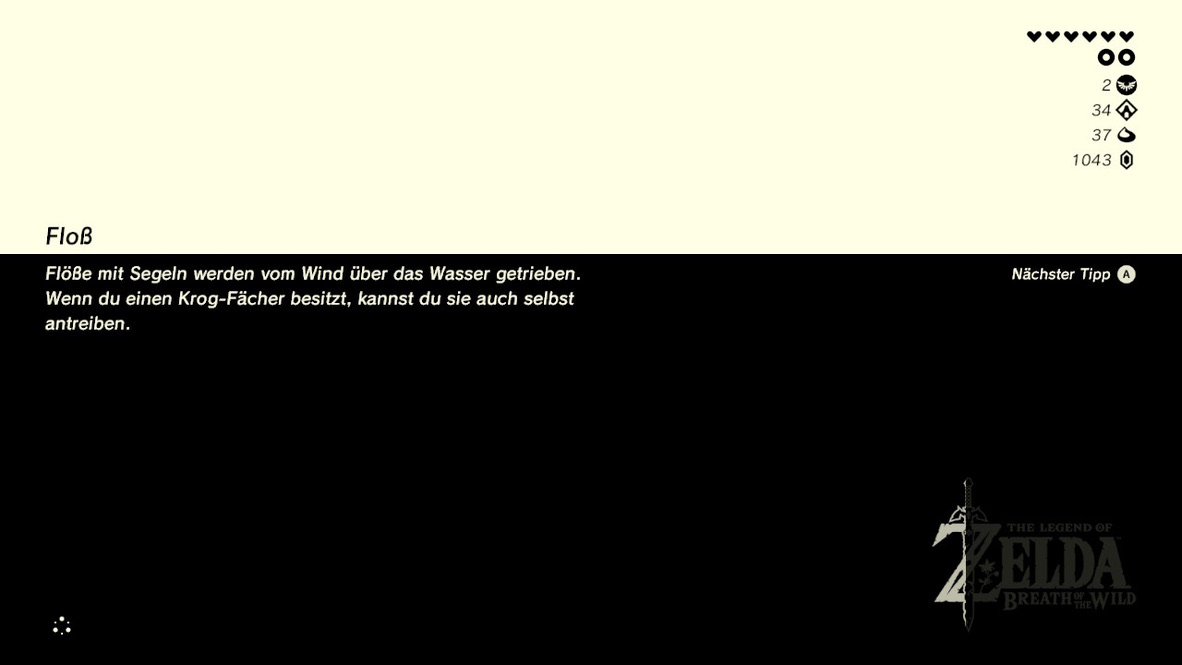 2
34
37
1043
Floß
Flöße mit Segeln werden vom Wind über das Wasser getrieben.
Wenn du einen Krog-Fächer besitzt, kannst du sie auch selbst
antreiben.
Nächster Tipp A
THE LEGEND OF
ZELDA
BREATH OF THE WILD